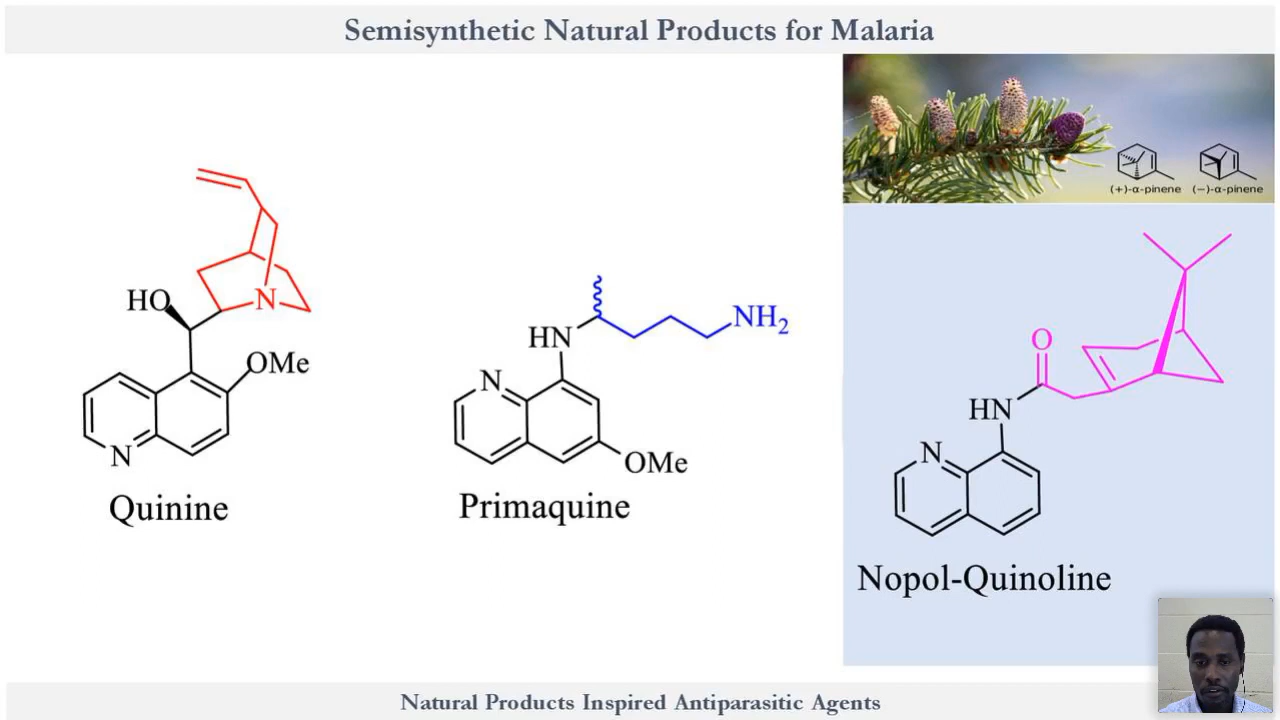 Semisynthetic Natural Products for Malaria
(+)-α-pinene
(−)-α-pinene
HO
N
OMe
N
Quinine
NH2
HN
N
OMe
Primaquine
O
HN
N
Nopol-Quinoline
Natural Products Inspired Antiparasitic Agents